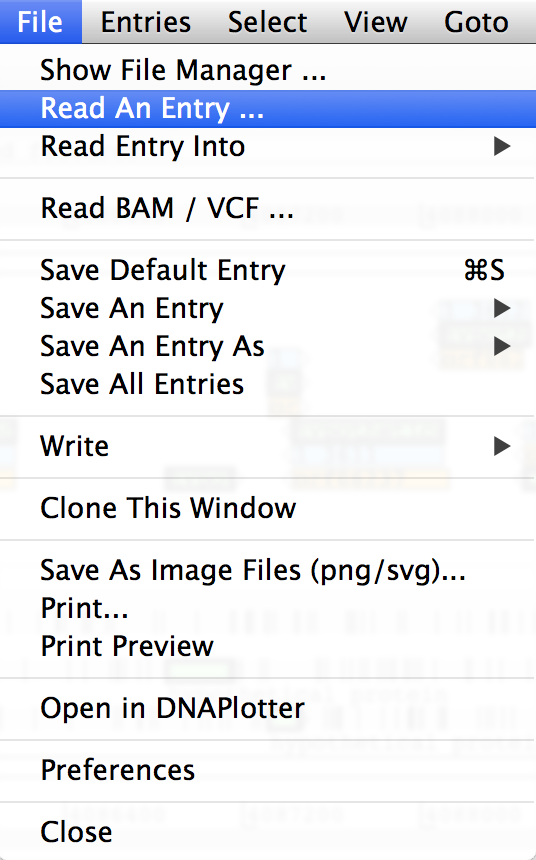 File Entries Select View Goto
Show File Manager ...
Read An Entry ...
Read Entry Into
Read BAM / VCF ...
Save Default Entry ⌘S
Save An Entry
Save An Entry As
Save All Entries
Write
Clone This Window
Save As Image Files (png/svg)...
Print...
Print Preview
Open in DNAPlotter
Preferences
Close